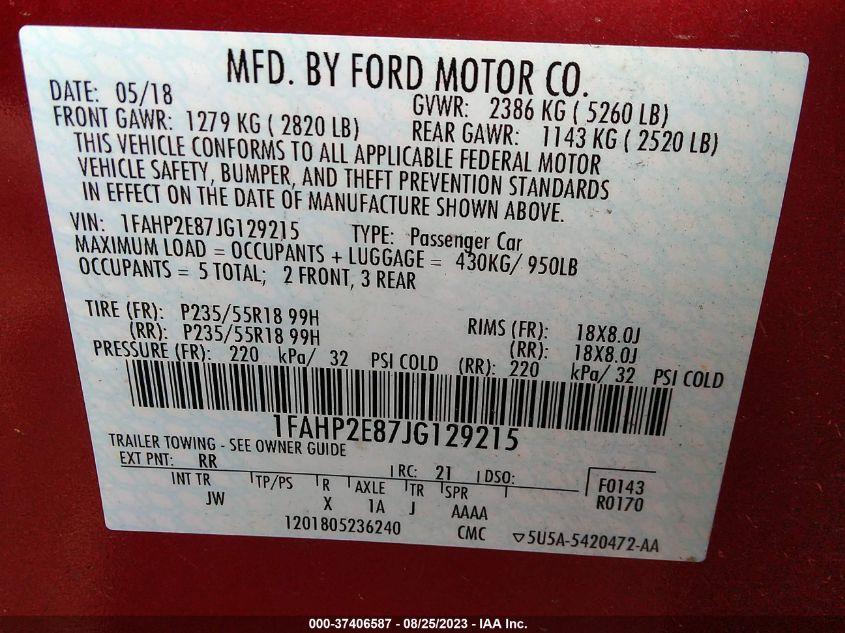 MFD. BY FORD MOTOR CO.
DATE: 05/18 GVWR: 2386 KG ( 5260 LB)
FRONT GAWR: 1279 KG ( 2820 LB) REAR GAWR: 1143 KG ( 2520 LB)
THIS VEHICLE CONFORMS TO ALL APPLICABLE FEDERAL MOTOR
VEHICLE SAFETY, BUMPER, AND THEFT PREVENTION STANDARDS
IN EFFECT ON THE DATE OF MANUFACTURE SHOWN ABOVE.
VIN: 1FAHP2E87JG129215 TYPE: Passenger Car
MAXIMUM LOAD = OCCUPANTS + LUGGAGE = 430KG/ 950LB
OCCUPANTS = 5 TOTAL; 2 FRONT, 3 REAR
TIRE (FR): P235/55R18 99H RIMS (FR): 18X8.0J
(RR): P235/55R18 99H (RR): 18X8.0J
PRESSURE (FR): 220 kPa/ 32 PSI COLD (RR): 220 kPa/ 32 PSI COLD
1FAHP2E87JG129215
TRAILER TOWING - SEE OWNER GUIDE
EXT PNT: RR RC: 21 DSO: F0143
INT TR TP/PS R AXLE TR SPR R0170
JW X 1A J AAAA
1201805236240 CMC ▽5U5A-5420472-AA
000-37406587 - 08/25/2023 - IAA Inc.